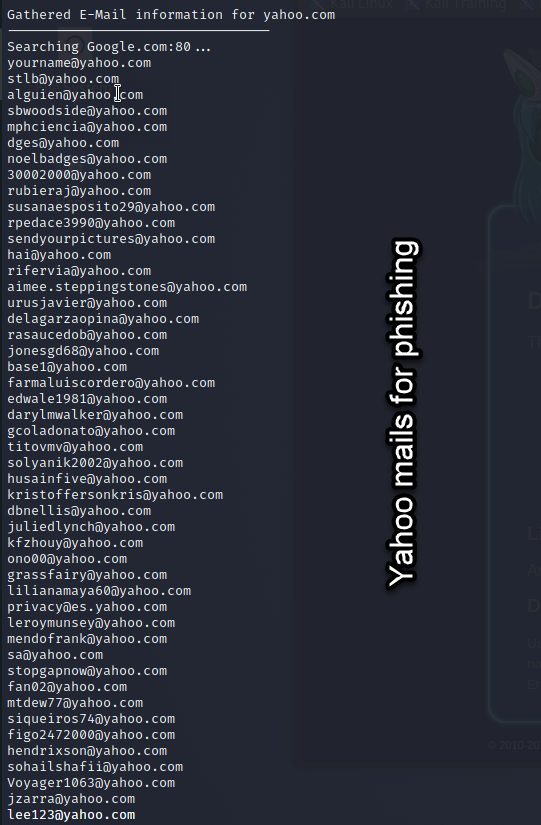 Kali Linux
Kali Training
Gathered E-Mail information for yahoo.com
Searching Google.com:80 ...
yourname@yahoo.com
stlb@yahoo.com
alguien@yahoo.com
sbwoodside@yahoo.com
mphciencia@yahoo.com
dges@yahoo.com
noelbadges@yahoo.com
30002000@yahoo.com
rubieraj@yahoo.com
susanaesposito29@yahoo.com
rpedace3990@yahoo.com
sendyourpictures@yahoo.com
hai@yahoo.com
rifervia@yahoo.com
aimee.steppingstones@yahoo.com
urusjavier@yahoo.com
delagarzaopina@yahoo.com
rasaucedob@yahoo.com
jonesgd68@yahoo.com
base1@yahoo.com
farmaluiscordero@yahoo.com
edwale1981@yahoo.com
darylmwalker@yahoo.com
gcoladonato@yahoo.com
titovmv@yahoo.com
solyanik2002@yahoo.com
husainfive@yahoo.com
kristoffersonkris@yahoo.com
dbnellis@yahoo.com
juliedlynch@yahoo.com
kfzhouy@yahoo.com
ono00@yahoo.com
grassfairy@yahoo.com
lilianamaya60@yahoo.com
privacy@es.yahoo.com
leroymunsey@yahoo.com
mendofrank@yahoo.com
sa@yahoo.com
stopgapnow@yahoo.com
fan02@yahoo.com
mtdew77@yahoo.com
siqueiros74@yahoo.com
figo2472000@yahoo.com
hendrixson@yahoo.com
sohailshafii@yahoo.com
Voyager1063@yahoo.com
jzarra@yahoo.com
lee123@yahoo.com
Yahoo mails for phishing